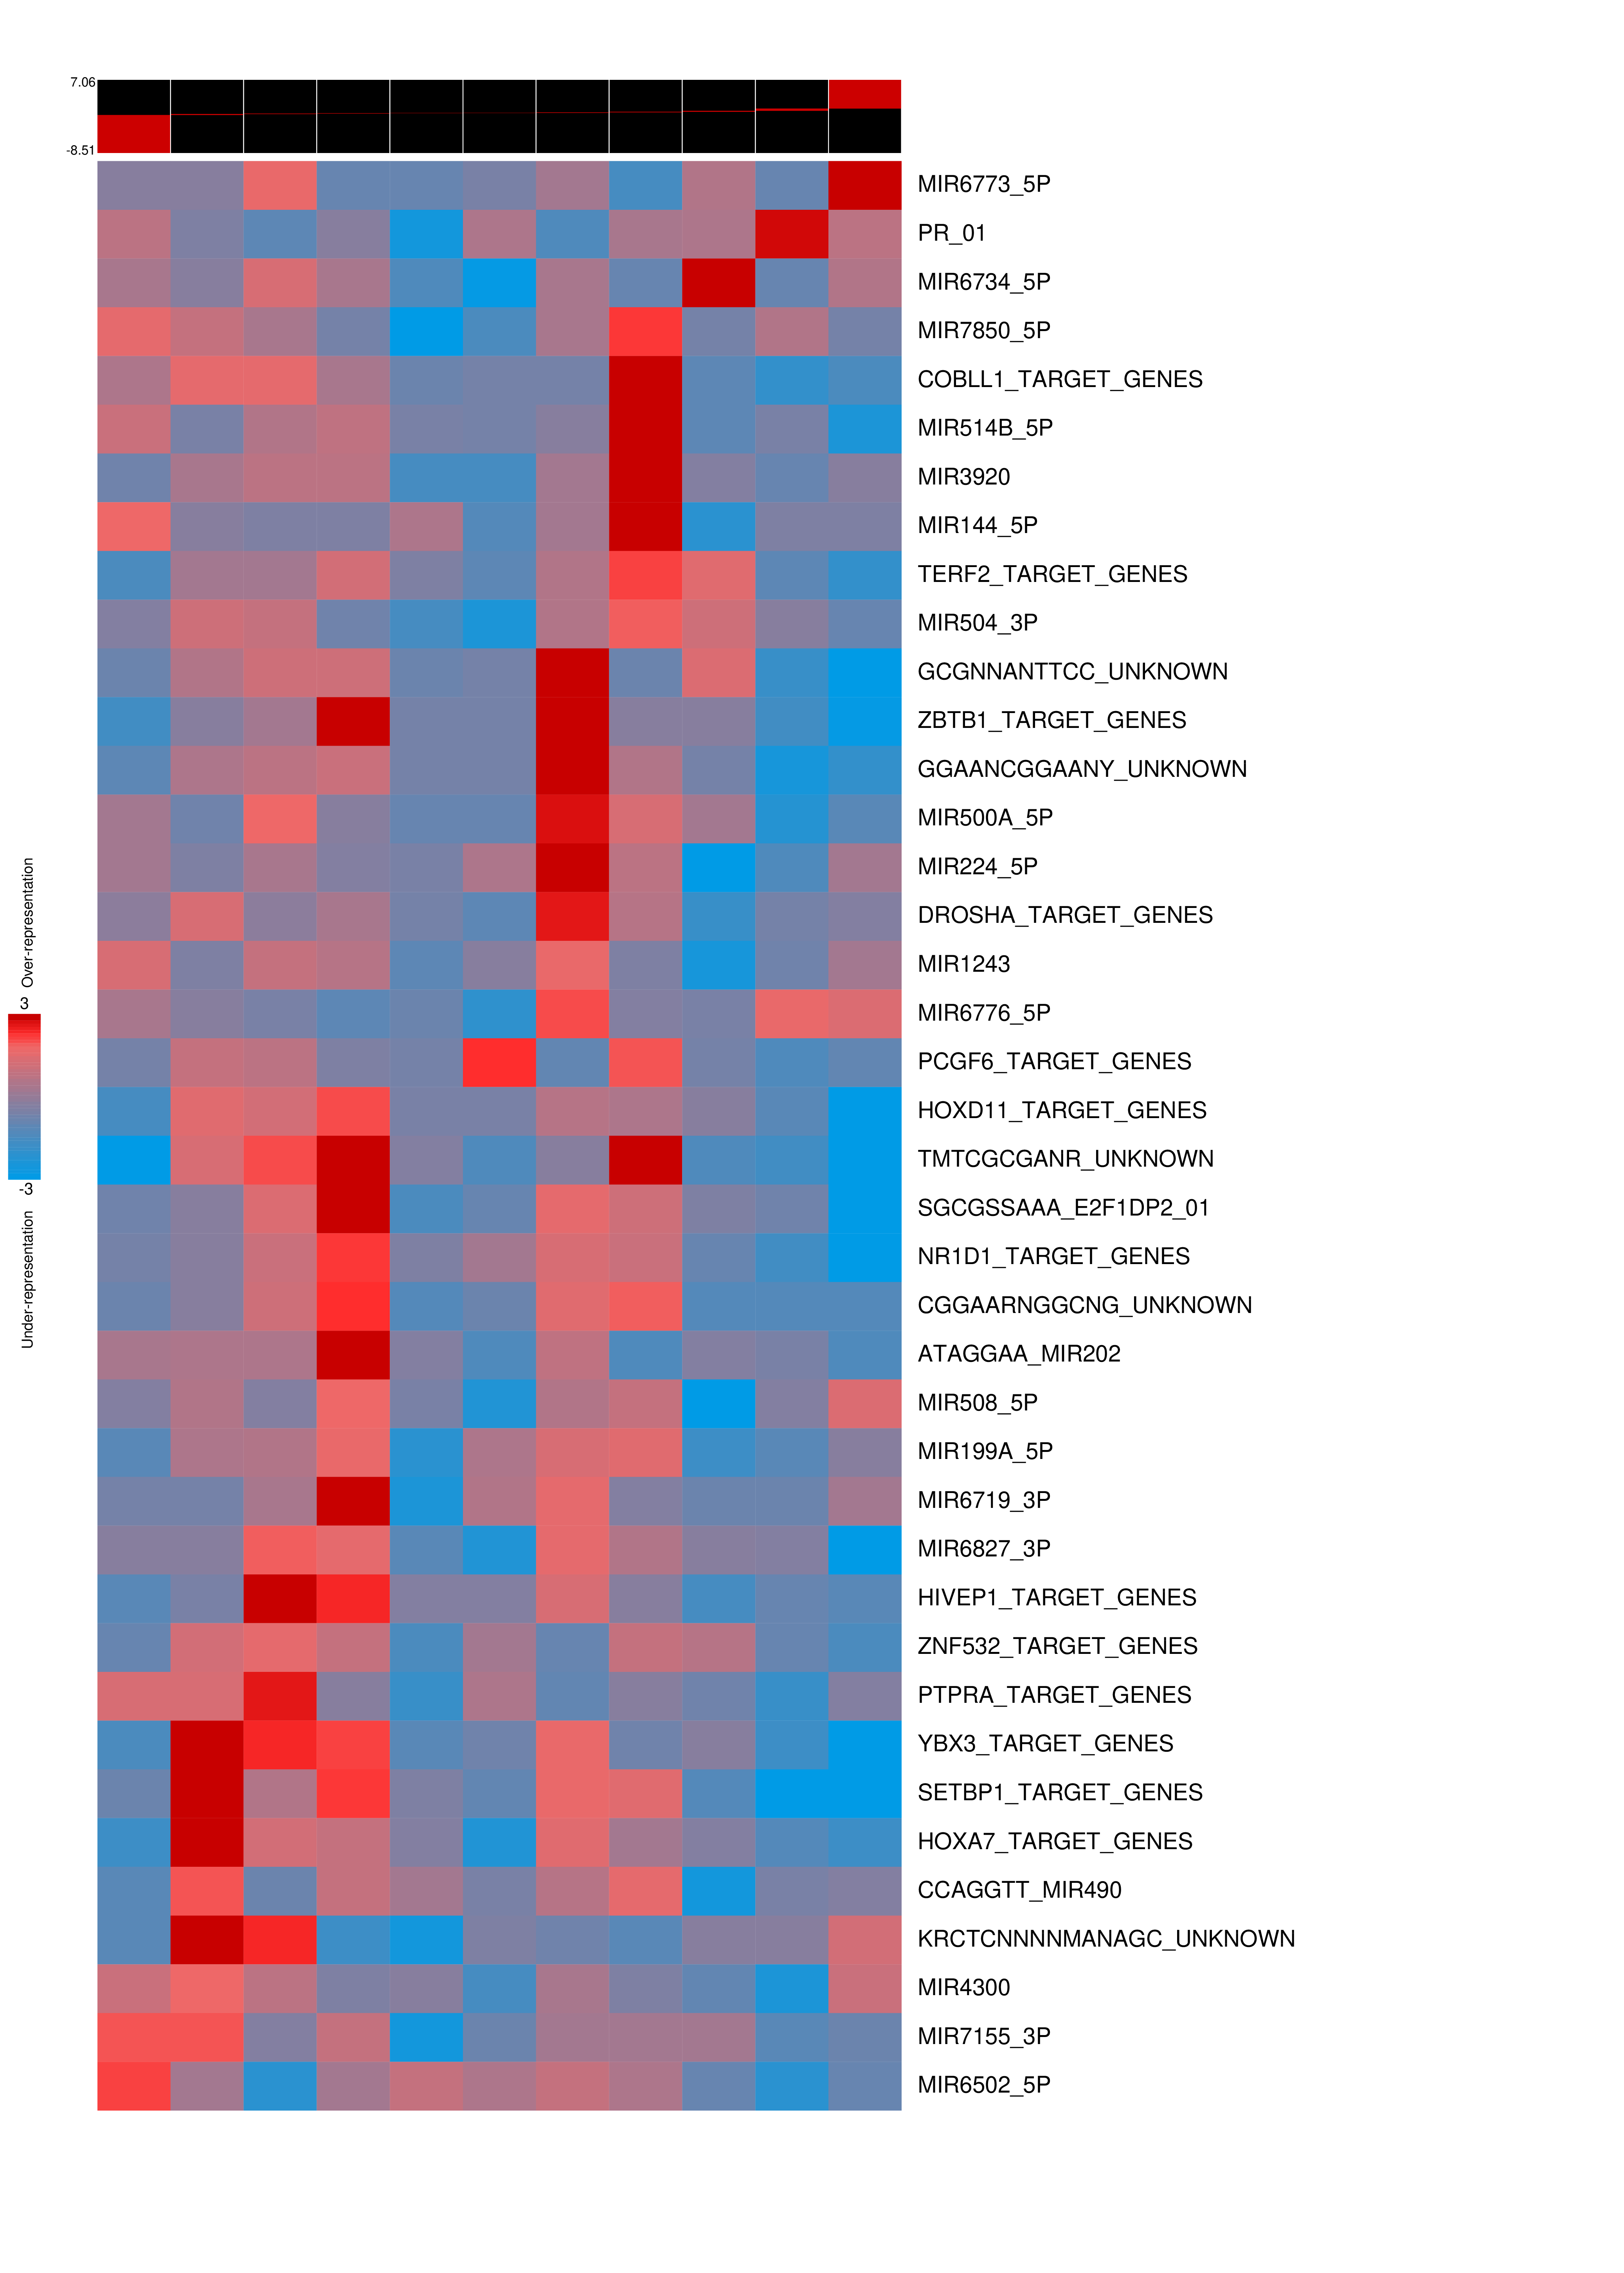 7.06
-8.51
MIR6773_5P
PR_01
MIR6734_5P
MIR7850_5P
COBLL1_TARGET_GENES
MIR514B_5P
MIR3920
MIR144_5P
TERF2_TARGET_GENES
MIR504_3P
GCGNNANTTCC_UNKNOWN
ZBTB1_TARGET_GENES
GGAANCGGAANY_UNKNOWN
MIR500A_5P
MIR224_5P
DROSHA_TARGET_GENES
MIR1243
MIR6776_5P
PCGF6_TARGET_GENES
HOXD11_TARGET_GENES
TMTCGCGANR_UNKNOWN
SGCGSSAAA_E2F1DP2_01
NR1D1_TARGET_GENES
CGGAARNGGCNG_UNKNOWN
ATAGGAA_MIR202
MIR508_5P
MIR199A_5P
MIR6719_3P
MIR6827_3P
HIVEP1_TARGET_GENES
ZNF532_TARGET_GENES
PTPRA_TARGET_GENES
YBX3_TARGET_GENES
SETBP1_TARGET_GENES
HOXA7_TARGET_GENES
CCAGGTT_MIR490
KRCTCNNNNMANAGC_UNKNOWN
MIR4300
MIR7155_3P
MIR6502_5P
Over-representation
3
-3
Under-representation